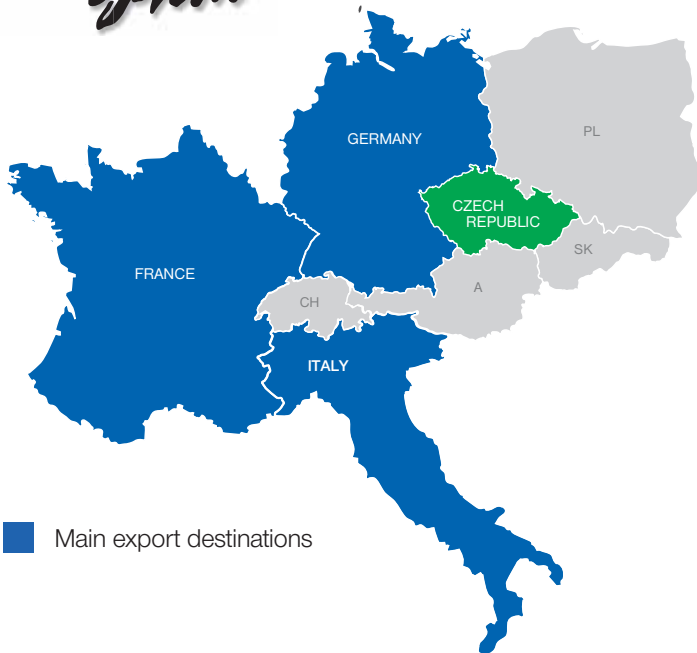 GERMANY
PL
CZECH
REPUBLIC
SK
FRANCE
A
CH
ITALY
Main export destinations